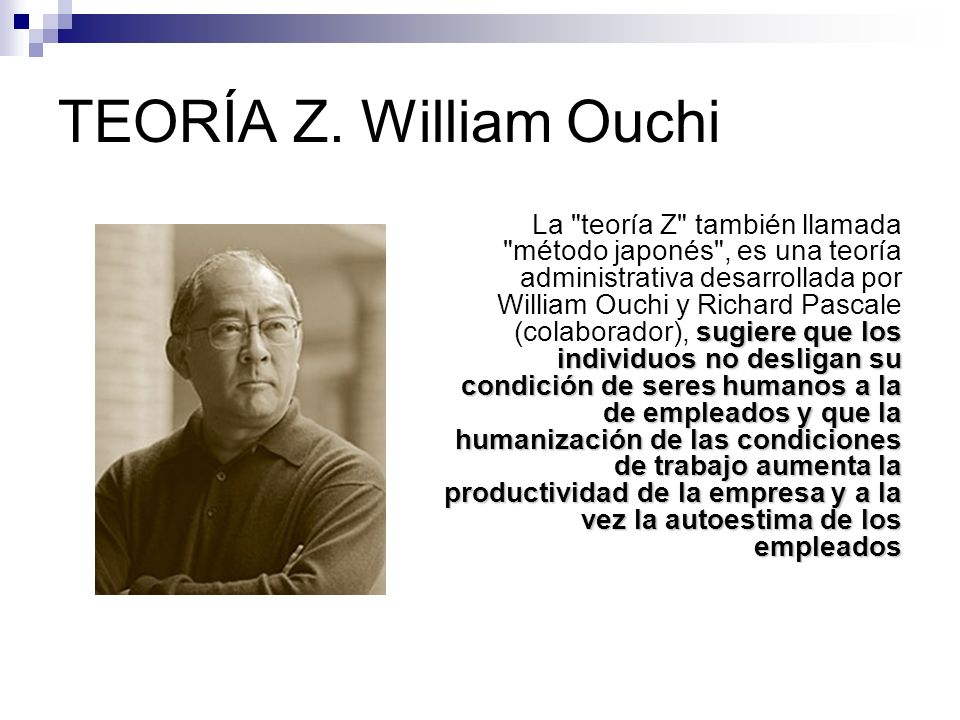 TEORÍA Z. William Ouchi
La "teoría Z" también llamada
"método japonés", es una teoría
administrativa desarrollada por
William Ouchi y Richard Pascale
(colaborador), sugiere que los
individuos no desligan su
condición de seres humanos a la
de empleados y que la
humanización de las condiciones
de trabajo aumenta la
productividad de la empresa y a la
vez la autoestima de los
empleados